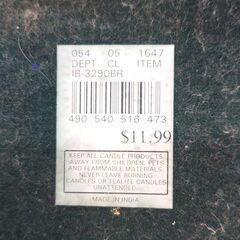 054 05 1647
DEPT CL ITEM
IB-3290BR
490 540 516 473
$11.99
KEEP ALL CANDLE PRODUCTS
AWAY FROM CHILDREN, PETS
AND FLAMMABLE MATERIALS.
NEVER LEAVE BURNING
CANDLES OR TEALITE CANDLES
UNATTENDED.
MADE IN INDIA